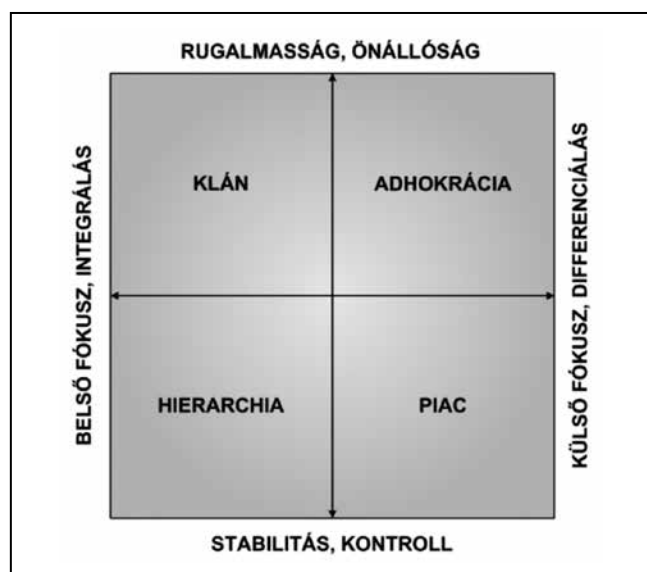 RUGALMASSÁG, ÖNÁLLÓSÁG
BELSŐ FÓKUSZ, INTEGRÁLÁS
KLÁN
ADHOKRÁCIA
KÜLSŐ FÓKUSZ, DIFFERENCIÁLÁS
HIERARCHIA
PIAC
STABILITÁS, KONTROLL